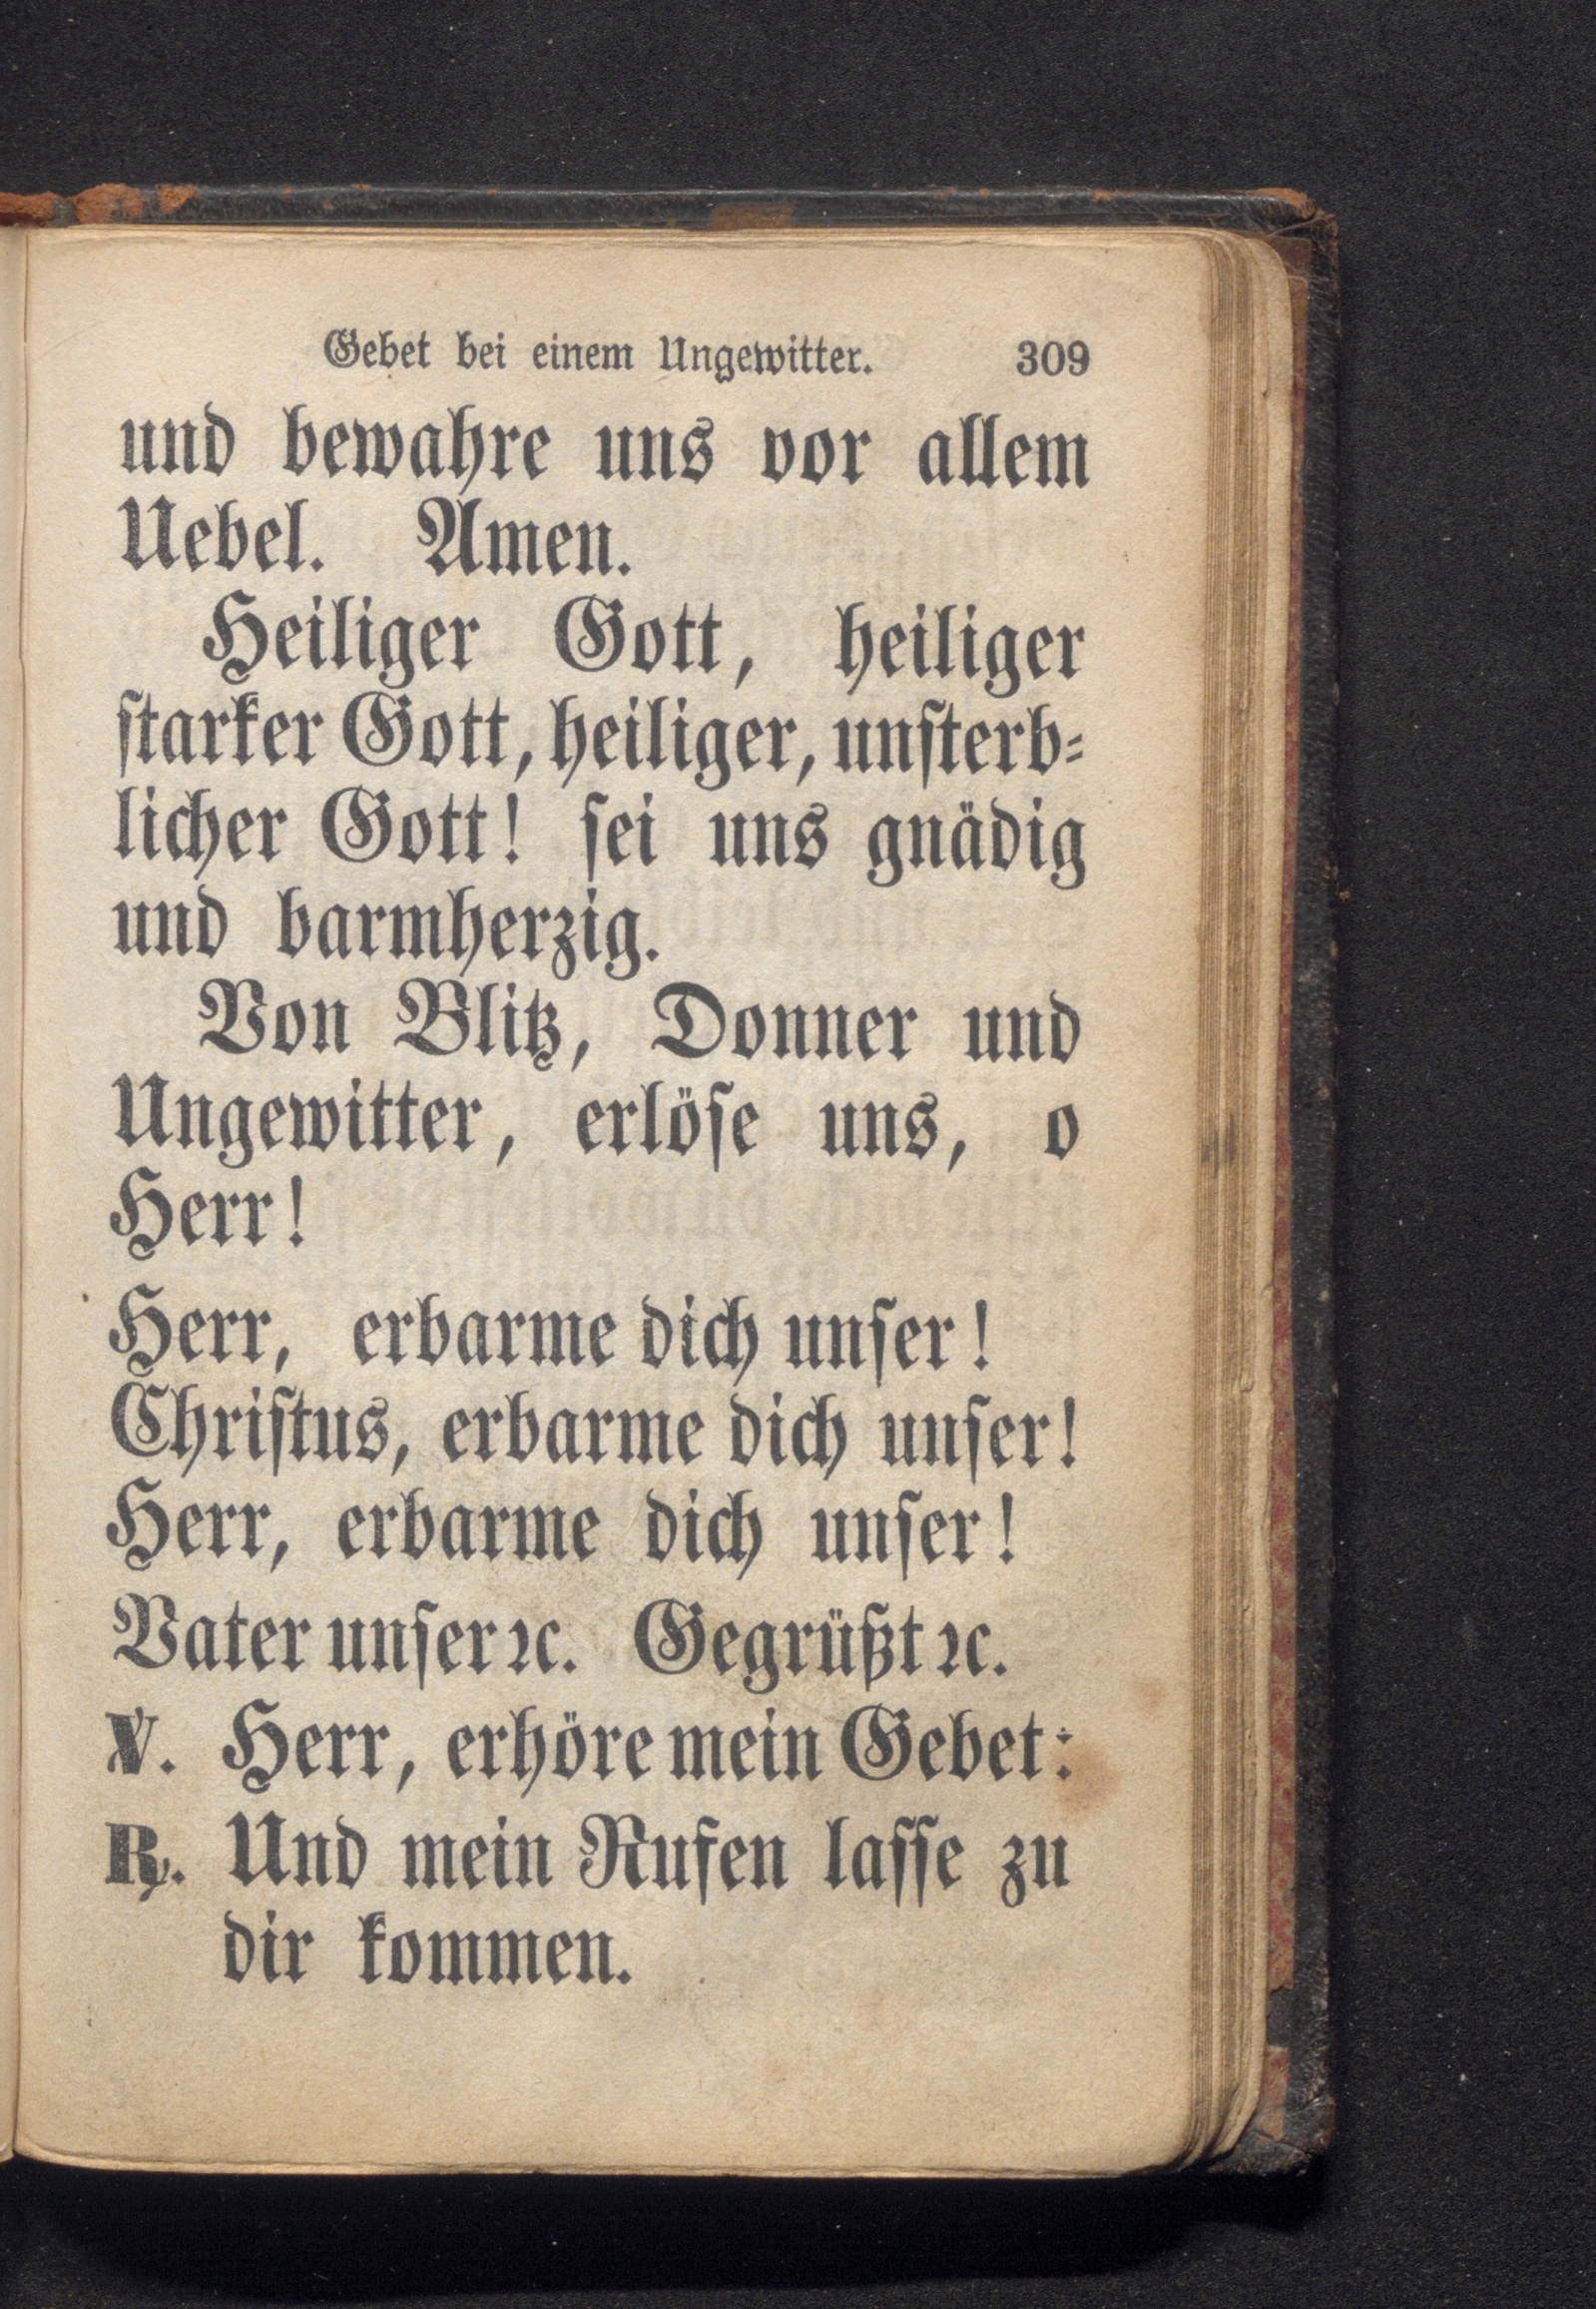 Gebet bei einem Ungewitter. 309
und bewahre uns vor allem
Uebel. Amen.
Heiliger Gott, heiliger
ſtarker Gott, heiliger, unſterb⸗
licher Gott! ſei uns gnädig
und barmherzig.
Von Blitz, Donner und
Ungewitter, erlöſe uns, o
Herr!
Herr, erbarme dich unſer!
Chriſtus, erbarme dich unſer!
Herr, erbarme dich unſer!
Vater unſer ꝛc. Gegrüßt ꝛc.
℣. Herr, erhöre mein Gebet:
℟. Und mein Rufen laſſe zu
dir kommen.